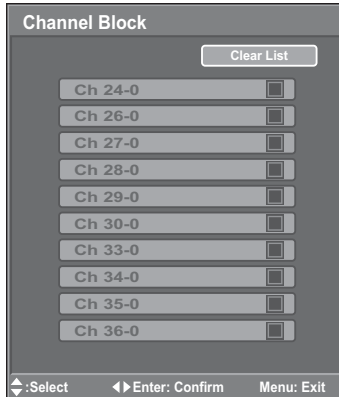 Channel Block
Clear List
Ch 24-0
Ch 26-0
Ch 27-0
Ch 28-0
Ch 29-0
Ch 30-0
Ch 33-0
Ch 34-0
Ch 35-0
Ch 36-0
:Select Enter: Confirm Menu: Exit